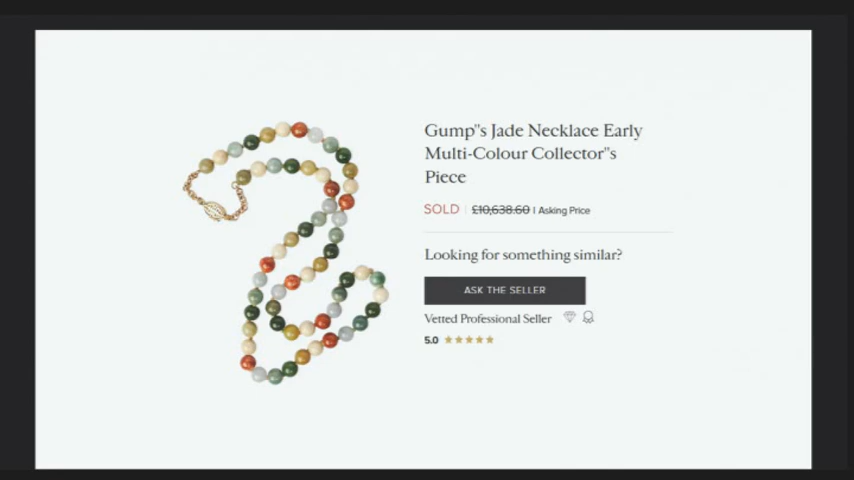 Gump"s Jade Necklace Early
Multi-Colour Collector"s
Piece
SOLD | £10,638.60 | Asking Price
Looking for something similar?
ASK THE SELLER
Vetted Professional Seller
5.0